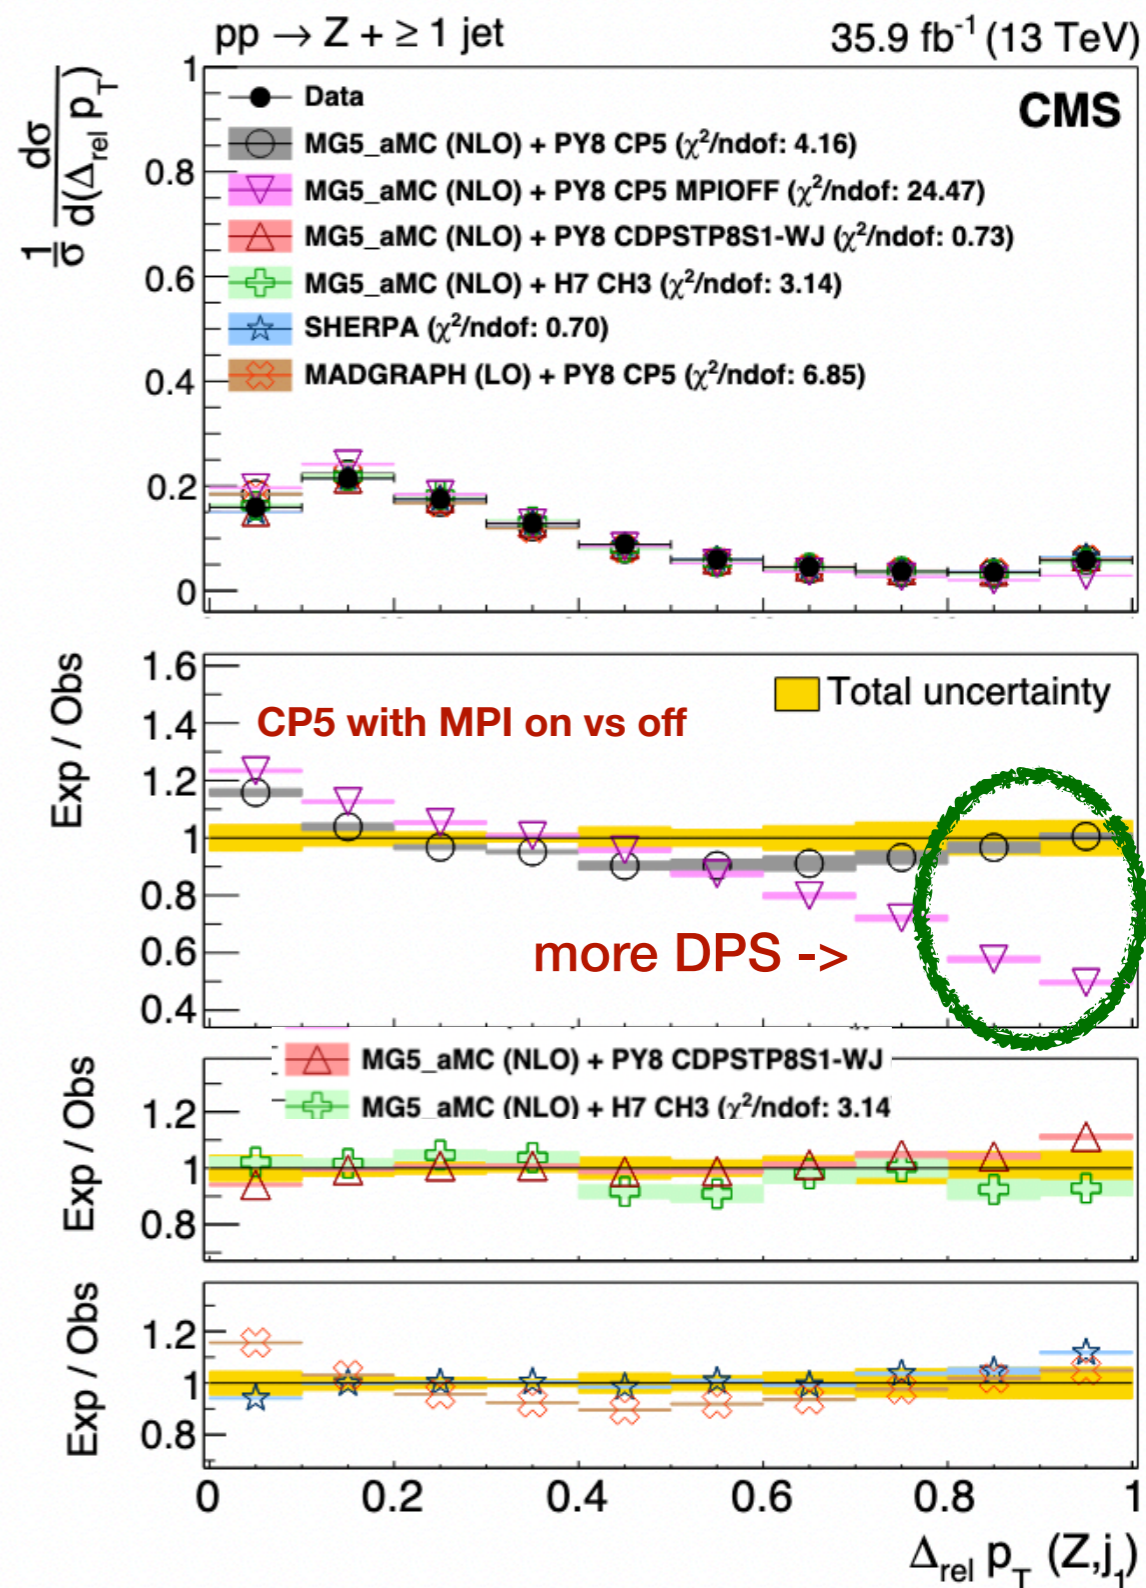 pp → Z + ≥ 1 jet 35.9 fb⁻¹ (13 TeV)
CMS
1/σ dσ/d(Δ_rel p_T)
1
0.8
0.6
0.4
0.2
0
Data
MG5_aMC (NLO) + PY8 CP5 (χ²/ndof: 4.16)
MG5_aMC (NLO) + PY8 CP5 MPIOFF (χ²/ndof: 24.47)
MG5_aMC (NLO) + PY8 CDPSTP8S1-WJ (χ²/ndof: 0.73)
MG5_aMC (NLO) + H7 CH3 (χ²/ndof: 3.14)
SHERPA (χ²/ndof: 0.70)
MADGRAPH (LO) + PY8 CP5 (χ²/ndof: 6.85)
Exp / Obs
1.6
1.4
1.2
1
0.8
0.6
0.4
Total uncertainty
CP5 with MPI on vs off
more DPS ->
Exp / Obs
1.2
1
0.8
MG5_aMC (NLO) + PY8 CDPSTP8S1-WJ
MG5_aMC (NLO) + H7 CH3 (χ²/ndof: 3.14
Exp / Obs
1.2
1
0.8
0 0.2 0.4 0.6 0.8 1
Δ_rel p_T (Z,j_1)